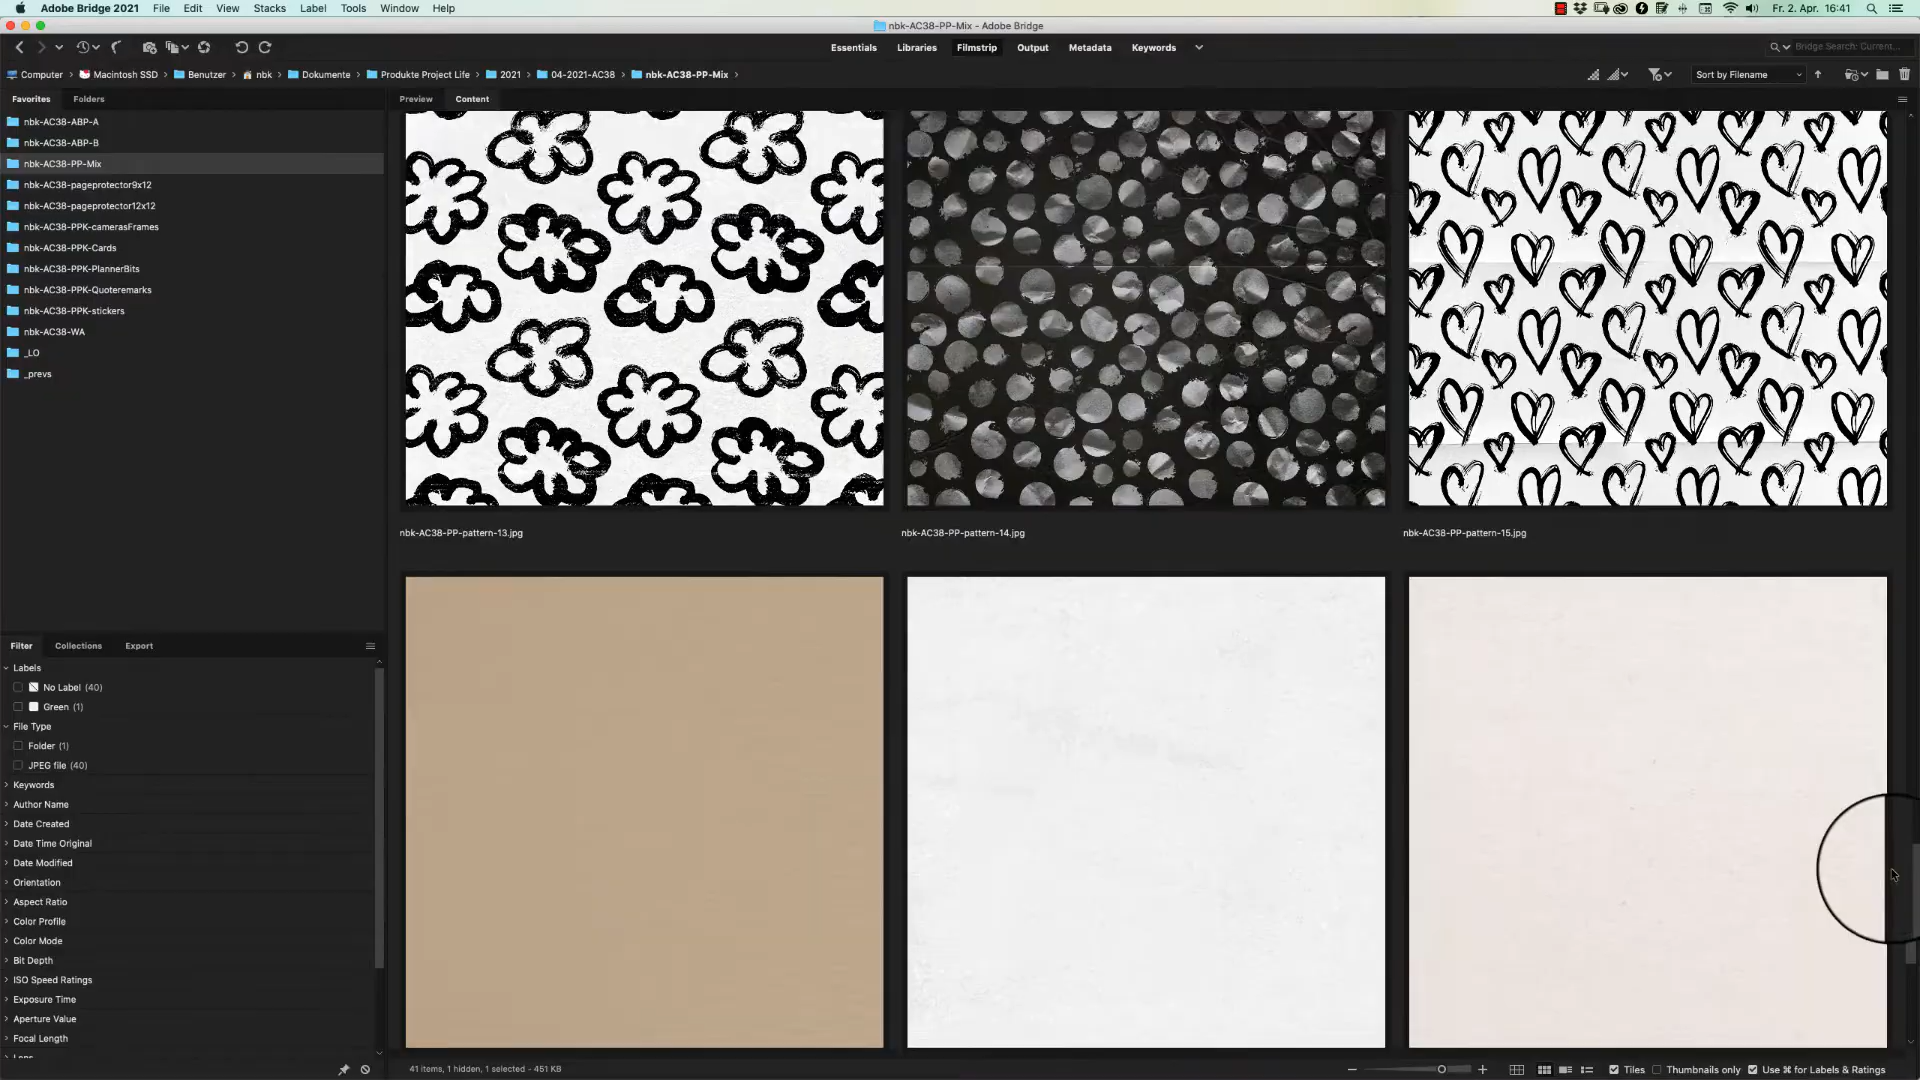 Adobe Bridge 2021 File Edit View Stacks Label Tools Window Help Fr. 2. Apr. 16:41
nbk-AC38-PP-Mix - Adobe Bridge
Essentials Libraries Filmstrip Output Metadata Keywords Bridge Search: Current...
Computer Macintosh SSD Benutzer nbk Dokumente Produkte Project Life 2021 04-2021-AC38 nbk-AC38-PP-Mix Sort by Filename
Favorites Folders
nbk-AC38-ABP-A
nbk-AC38-ABP-B
nbk-AC38-PP-Mix
nbk-AC38-pageprotector9x12
nbk-AC38-pageprotector12x12
nbk-AC38-PPK-camerasFrames
nbk-AC38-PPK-Cards
nbk-AC38-PPK-PlannerBits
nbk-AC38-PPK-Quoteremarks
nbk-AC38-PPK-stickers
nbk-AC38-WA
_LO
_prevs
Preview Content
nbk-AC38-PP-pattern-13.jpg nbk-AC38-PP-pattern-14.jpg nbk-AC38-PP-pattern-15.jpg
Filter Collections Export
Labels
No Label (40)
Green (1)
File Type
Folder (1)
JPEG file (40)
Keywords
Author Name
Date Created
Date Time Original
Date Modified
Orientation
Aspect Ratio
Color Profile
Color Mode
Bit Depth
ISO Speed Ratings
Exposure Time
Aperture Value
Focal Length
41 items, 1 hidden, 1 selected - 451 KB Tiles Thumbnails only Use ⌘ for Labels & Ratings